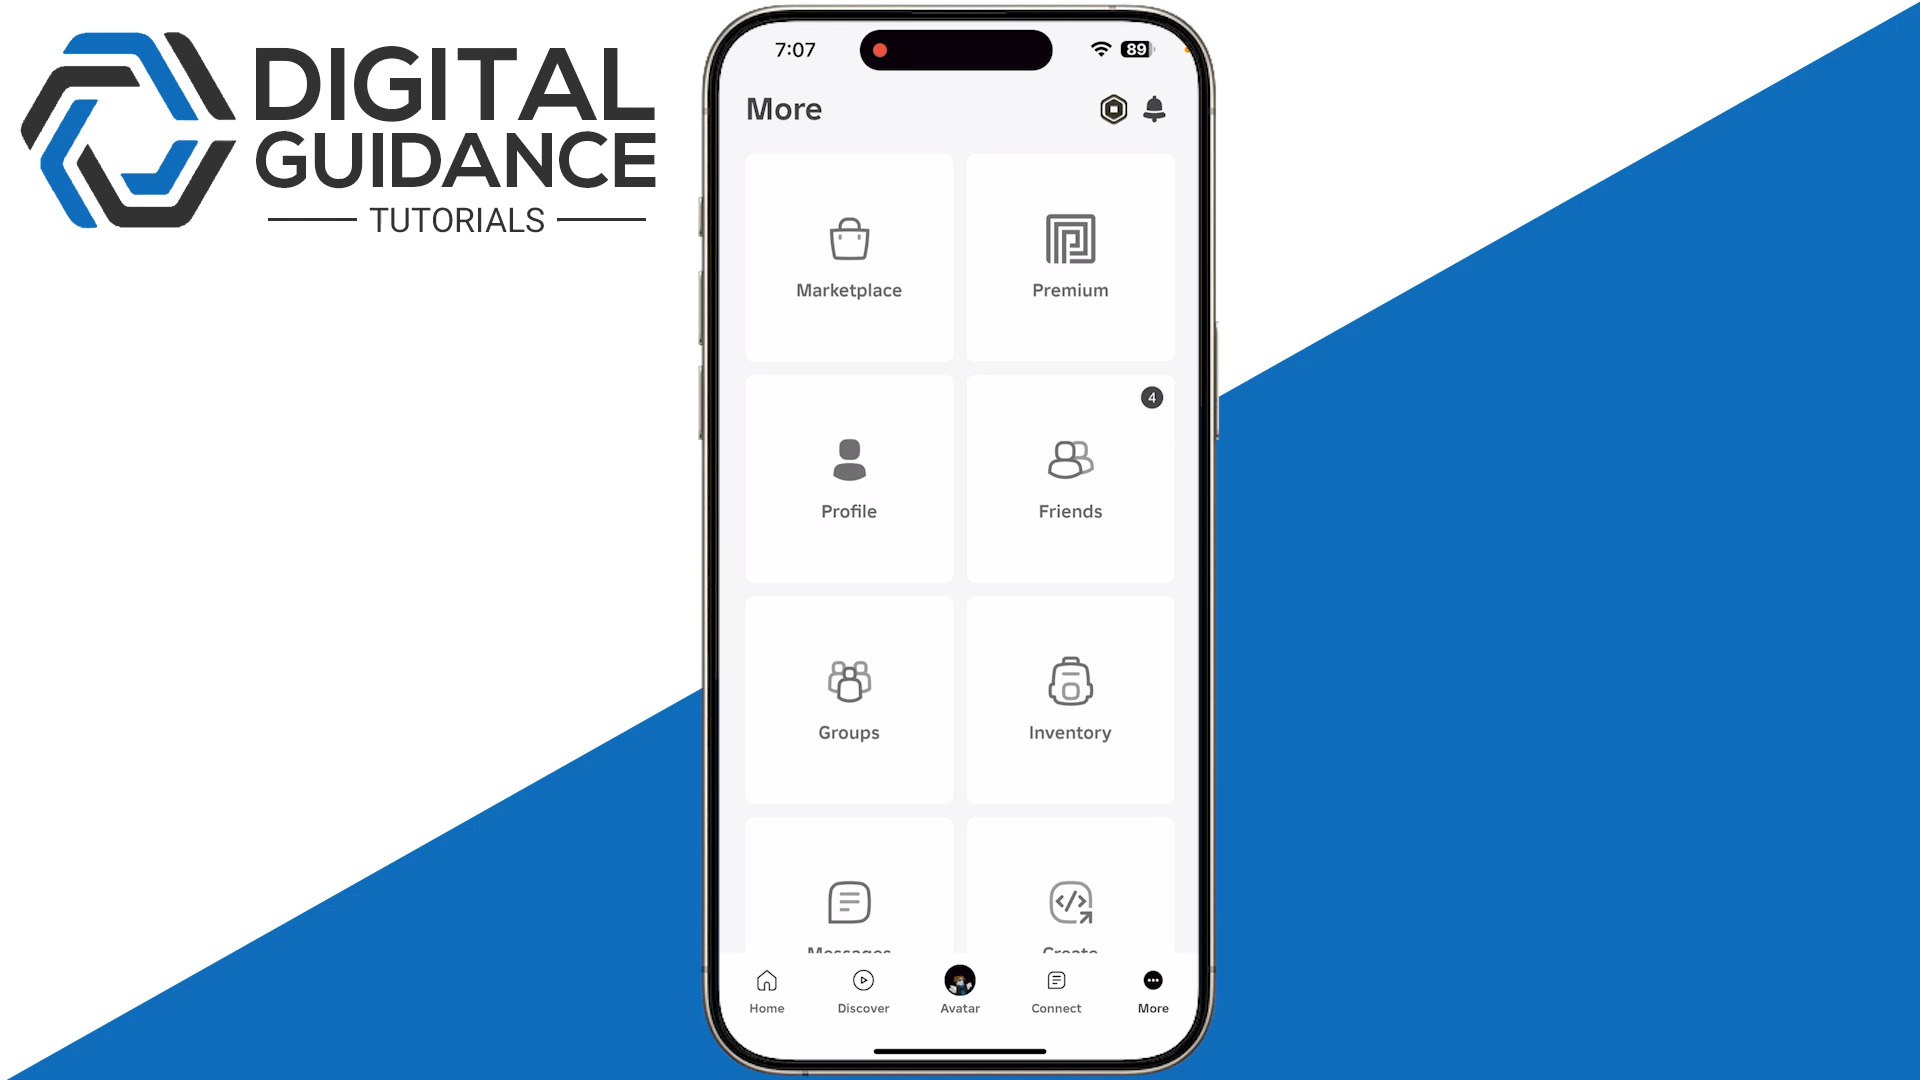 DIGITAL
GUIDANCE
TUTORIALS
7:07
89
More
Marketplace
Premium
4
Profile
Friends
Groups
Inventory
Messages
Create
Home
Discover
Avatar
Connect
More